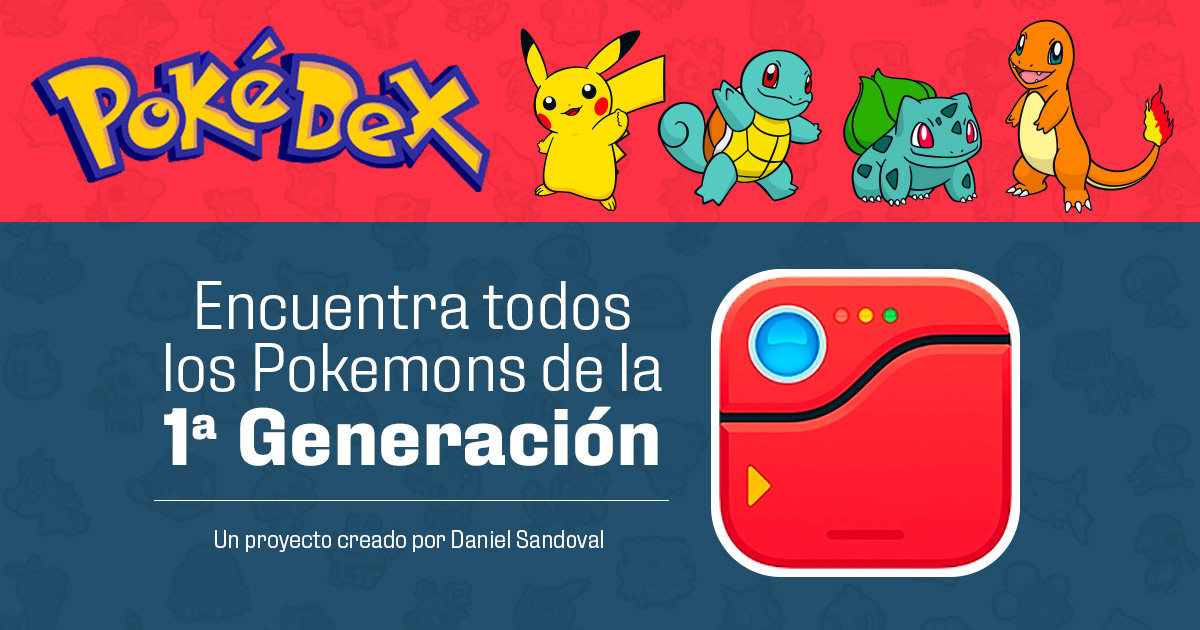 PokéDex
Encuentra todos
los Pokemons de la
1ª Generación
Un proyecto creado por Daniel Sandoval